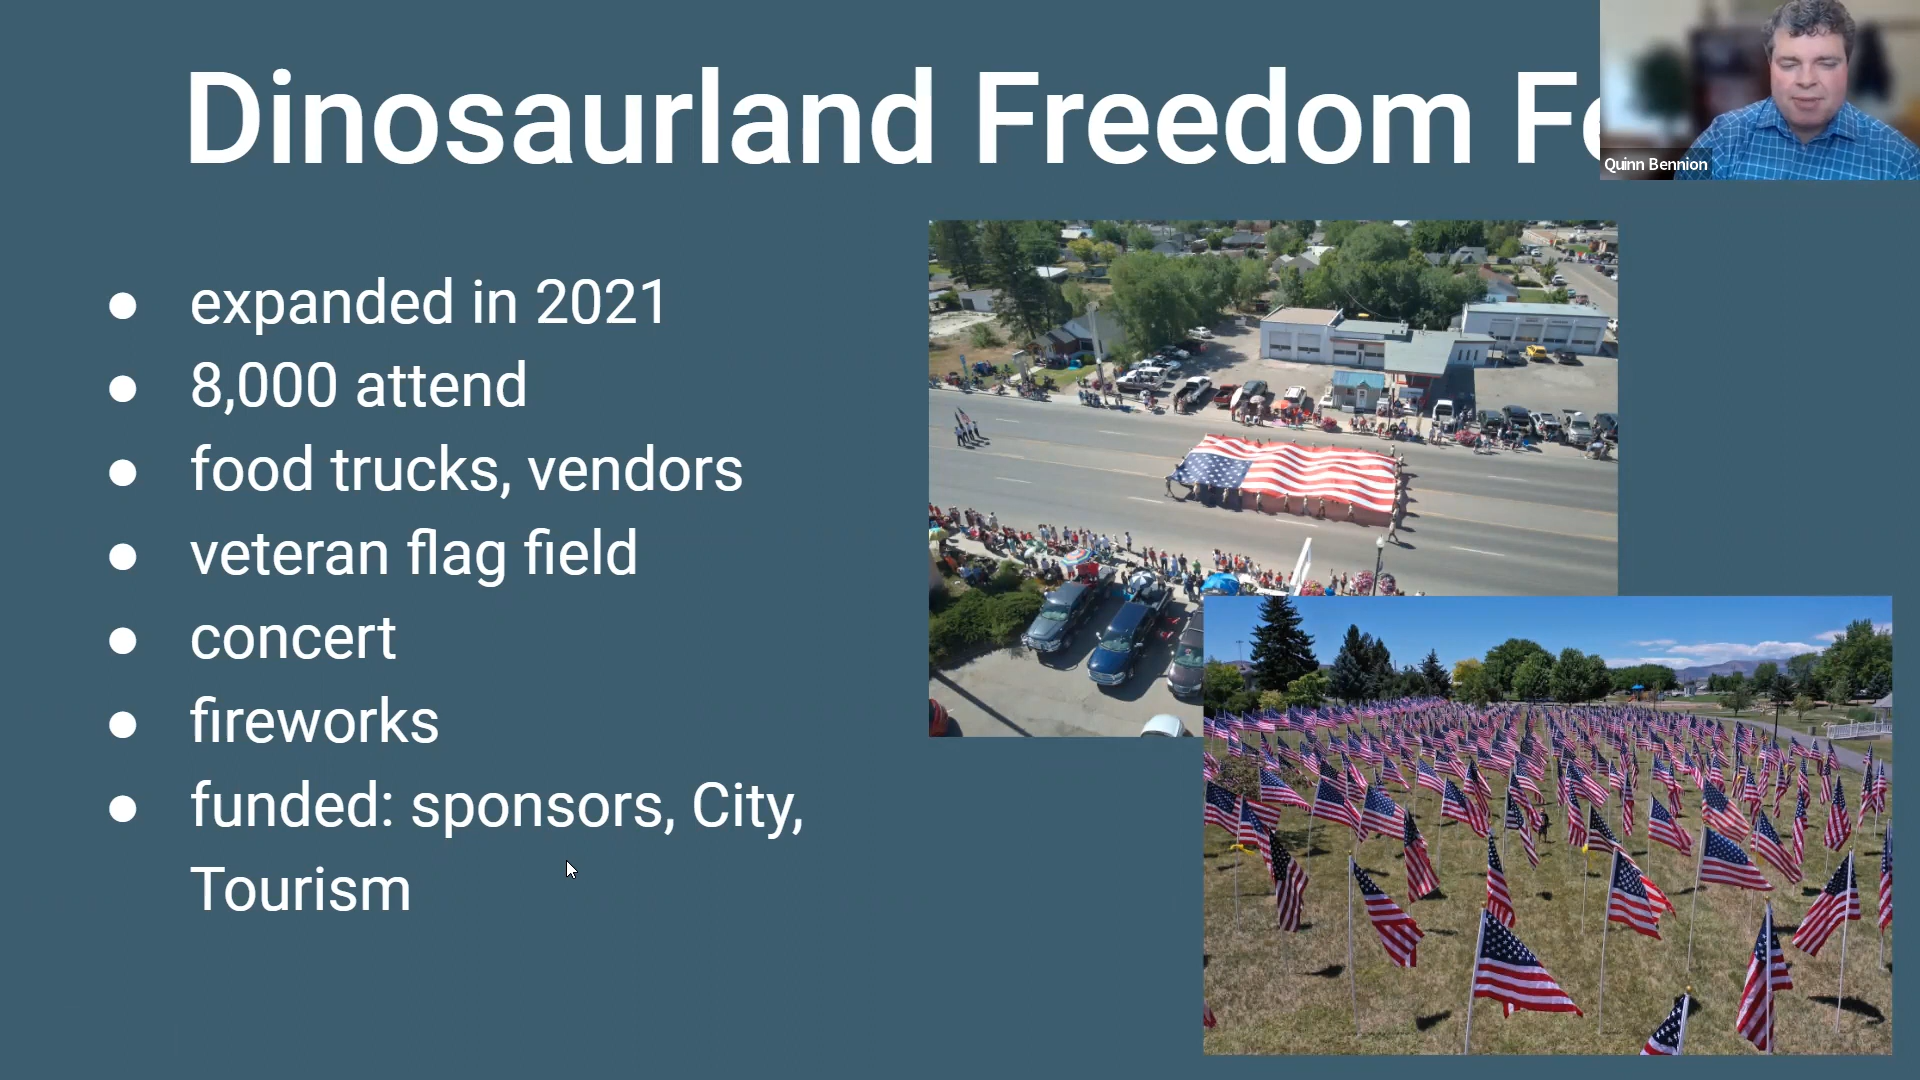 Dinosaurland Freedom
Quinn Bennion
expanded in 2021
8,000 attend
food trucks, vendors
veteran flag field
concert
fireworks
funded: sponsors, City,
Tourism